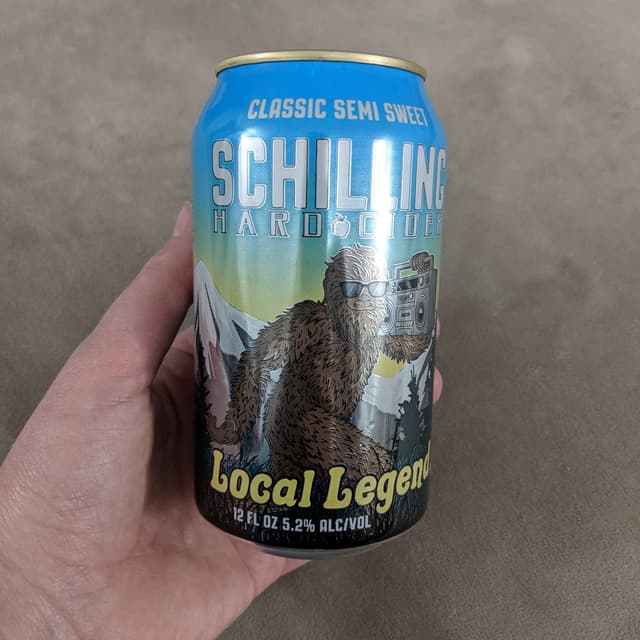 CLASSIC SEMI SWEET
SCHILLING
HARD CIDER
Local Legend
12 FL OZ 5.2% ALC/VOL